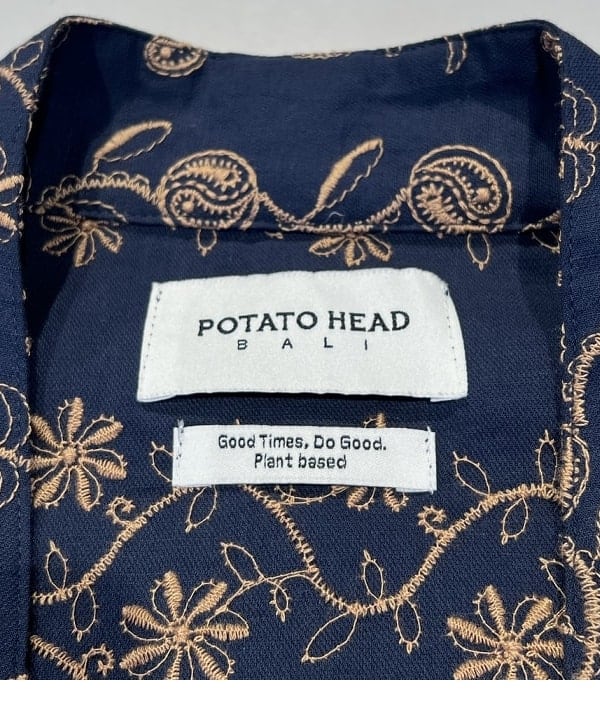 POTATO HEAD
BALI
Good Times, Do Good.
Plant based